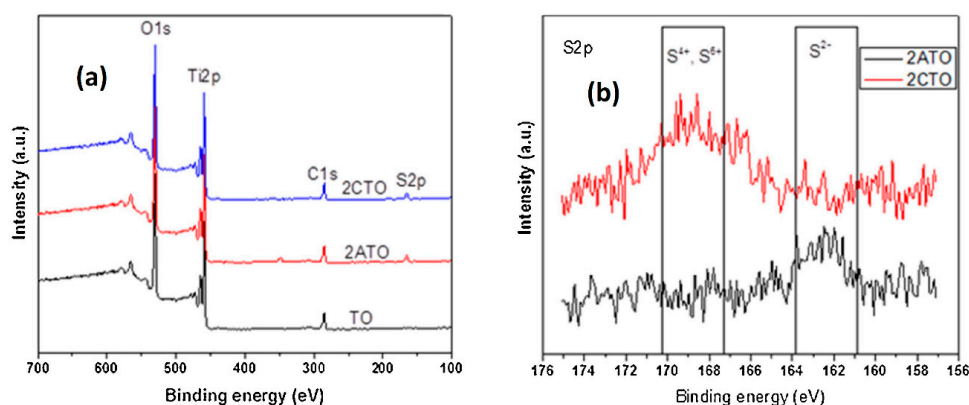 O1s
(a)
Ti2p
C1s
S2p
2CTO
2ATO
TO
Intensity (a.u.)
700 600 500 400 300 200 100
Binding energy (eV)
S2p
S4+, S6+
S2-
2ATO
2CTO
(b)
Intensity (a.u.)
176 174 172 170 168 166 164 162 160 158 156
Binding energy (eV)